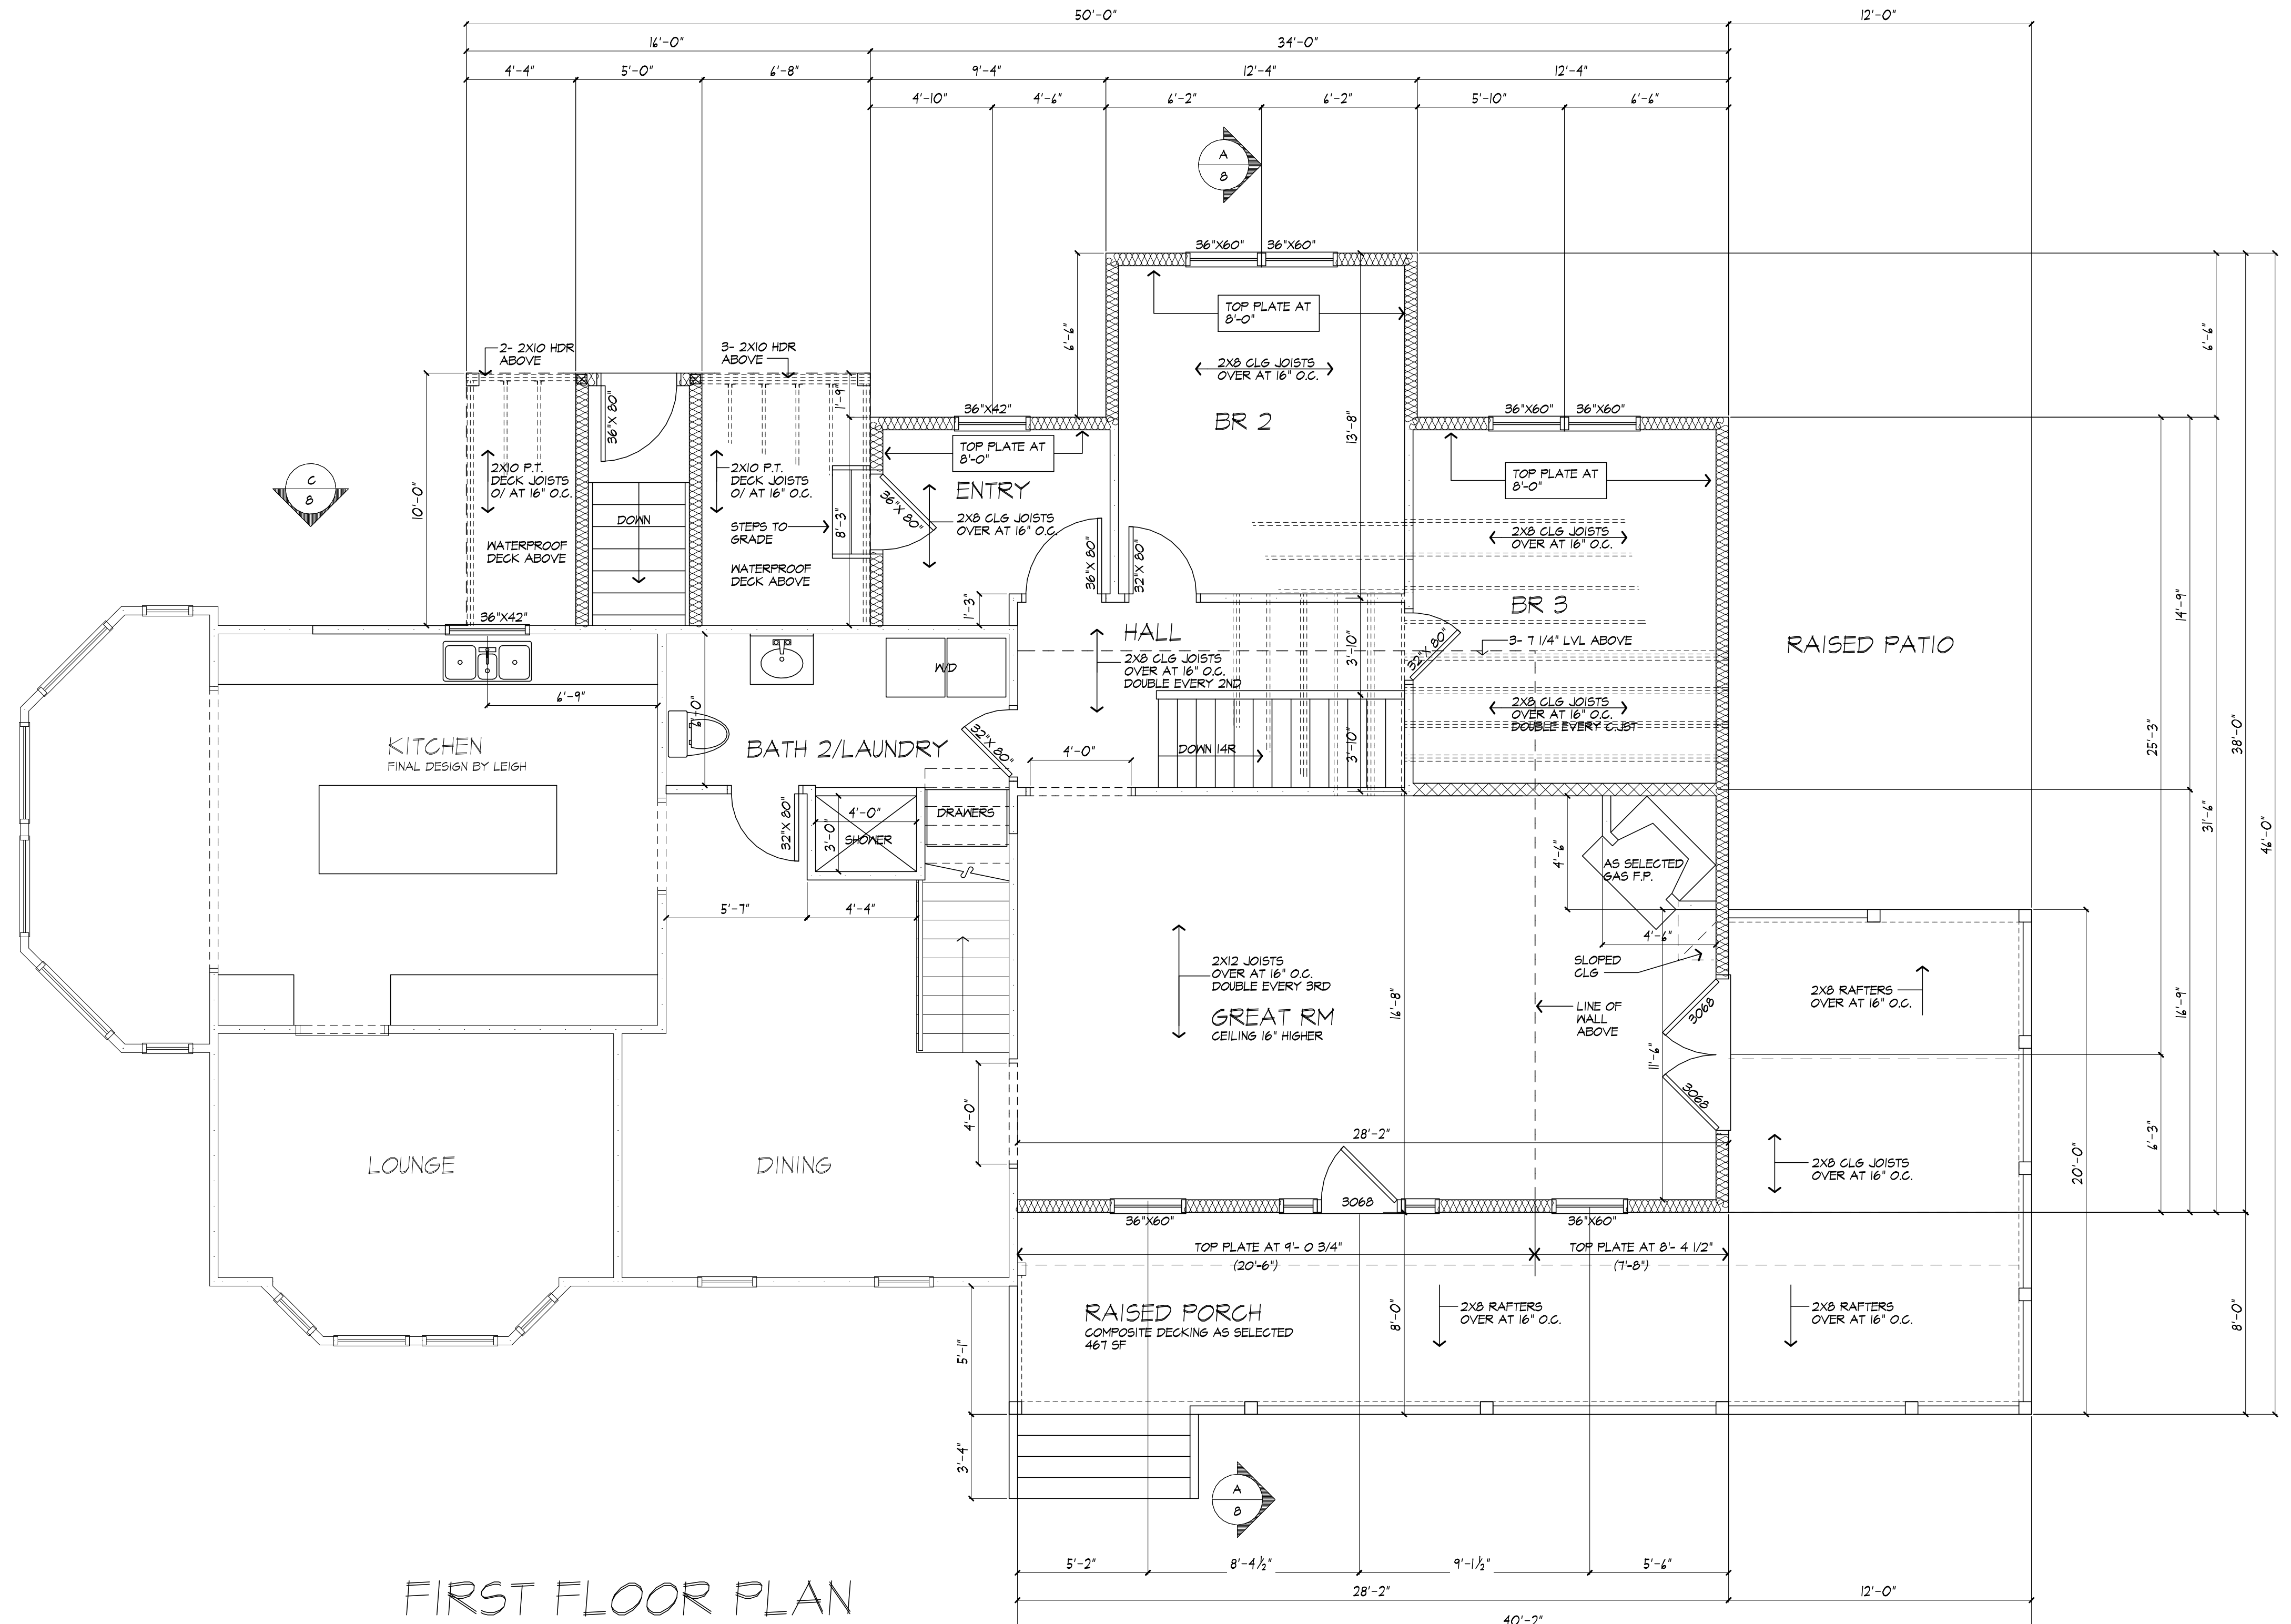 50'-0"
12'-0"
16'-0"
34'-0"
4'-4"
5'-0"
6'-8"
9'-4"
12'-4"
12'-4"
4'-10"
4'-6"
6'-2"
6'-2"
5'-10"
6'-6"
A
8
36"X60"
36"X60"
TOP PLATE AT
8'-0"
6'-6"
6'-6"
2- 2X10 HDR
ABOVE
3- 2X10 HDR
ABOVE
2X8 CLG JOISTS
OVER AT 16" O.C.
1'-9"
36"X 80"
36"X42"
BR 2
13'-8"
36"X60"
36"X60"
C
8
10'-0"
2X10 P.T.
DECK JOISTS
O/ AT 16" O.C.
2X10 P.T.
DECK JOISTS
O/ AT 16" O.C.
TOP PLATE AT
8'-0"
TOP PLATE AT
8'-0"
ENTRY
36"X 80"
2X8 CLG JOISTS
OVER AT 16" O.C.
DOWN
STEPS TO
GRADE
8'-3"
2X8 CLG JOISTS
OVER AT 16" O.C.
WATERPROOF
DECK ABOVE
WATERPROOF
DECK ABOVE
36"X 80"
32"X 80"
36"X42"
1'-3"
BR 3
14'-9"
HALL
3- 7 1/4" LVL ABOVE
RAISED PATIO
W/D
2X8 CLG JOISTS
OVER AT 16" O.C.
DOUBLE EVERY 2ND
3'-10"
32"X 80"
6'-9"
7'-0"
2X8 CLG JOISTS
OVER AT 16" O.C.
DOUBLE EVERY C.JST
KITCHEN
FINAL DESIGN BY LEIGH
BATH 2/LAUNDRY
32"X 80"
4'-0"
DOWN 14R
3'-10"
25'-3"
38'-0"
31'-6"
46'-0"
32"X 80"
4'-0"
3'-0"
SHOWER
DRAWERS
4'-6"
AS SELECTED
GAS F.P.
5'-7"
4'-4"
4'-6"
2X12 JOISTS
OVER AT 16" O.C.
DOUBLE EVERY 3RD
GREAT RM
CEILING 16" HIGHER
16'-8"
SLOPED
CLG
LINE OF
WALL
ABOVE
3068
2X8 RAFTERS
OVER AT 16" O.C.
16'-9"
11'-6"
3068
4'-0"
28'-2"
6'-3"
20'-0"
LOUNGE
DINING
2X8 CLG JOISTS
OVER AT 16" O.C.
3068
36"X60"
36"X60"
TOP PLATE AT 9'- 0 3/4"
(20'-6")
TOP PLATE AT 8'- 4 1/2"
(7'-8")
RAISED PORCH
COMPOSITE DECKING AS SELECTED
467 SF
5'-1"
8'-0"
2X8 RAFTERS
OVER AT 16" O.C.
2X8 RAFTERS
OVER AT 16" O.C.
8'-0"
3'-4"
A
8
5'-2"
8'-4½"
9'-1½"
5'-6"
28'-2"
12'-0"
40'-2"
FIRST FLOOR PLAN